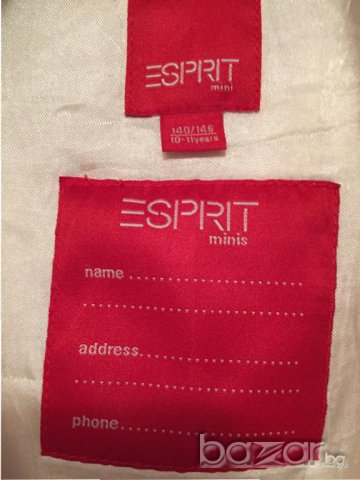 ESPRIT
mini
140/146
10-11years
ESPRIT
minis
name ....................
..............................
address..................
..............................
phone....................
bazar.bg